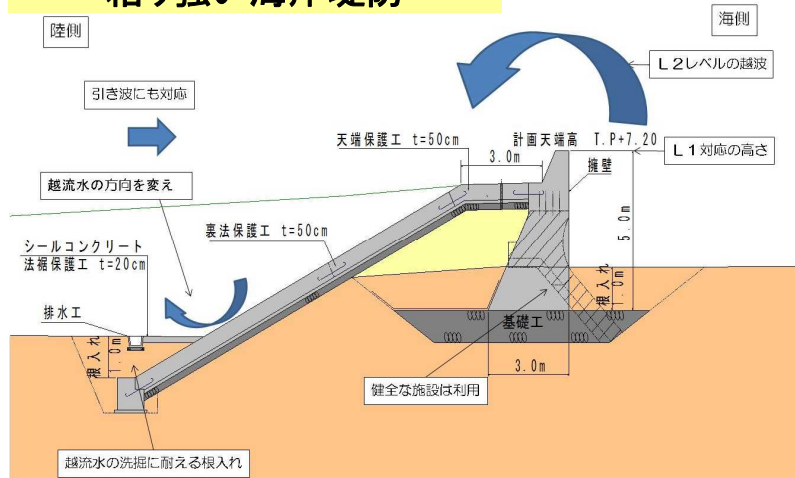 粘り強い海岸堤防
陸側
海側
L2レベルの越波
引き波にも対応
天端保護工 t=50cm
計画天端高 T.P+7.20
3.0m
L1対応の高さ
擁壁
越流水の方向を変え
裏法保護工 t=50cm
5.0m
シールコンクリート
法裾保護工 t=20cm
根入れ
1.0m
排水工
基礎工
根入れ
1.0m
3.0m
健全な施設は利用
越流水の洗掘に耐える根入れ